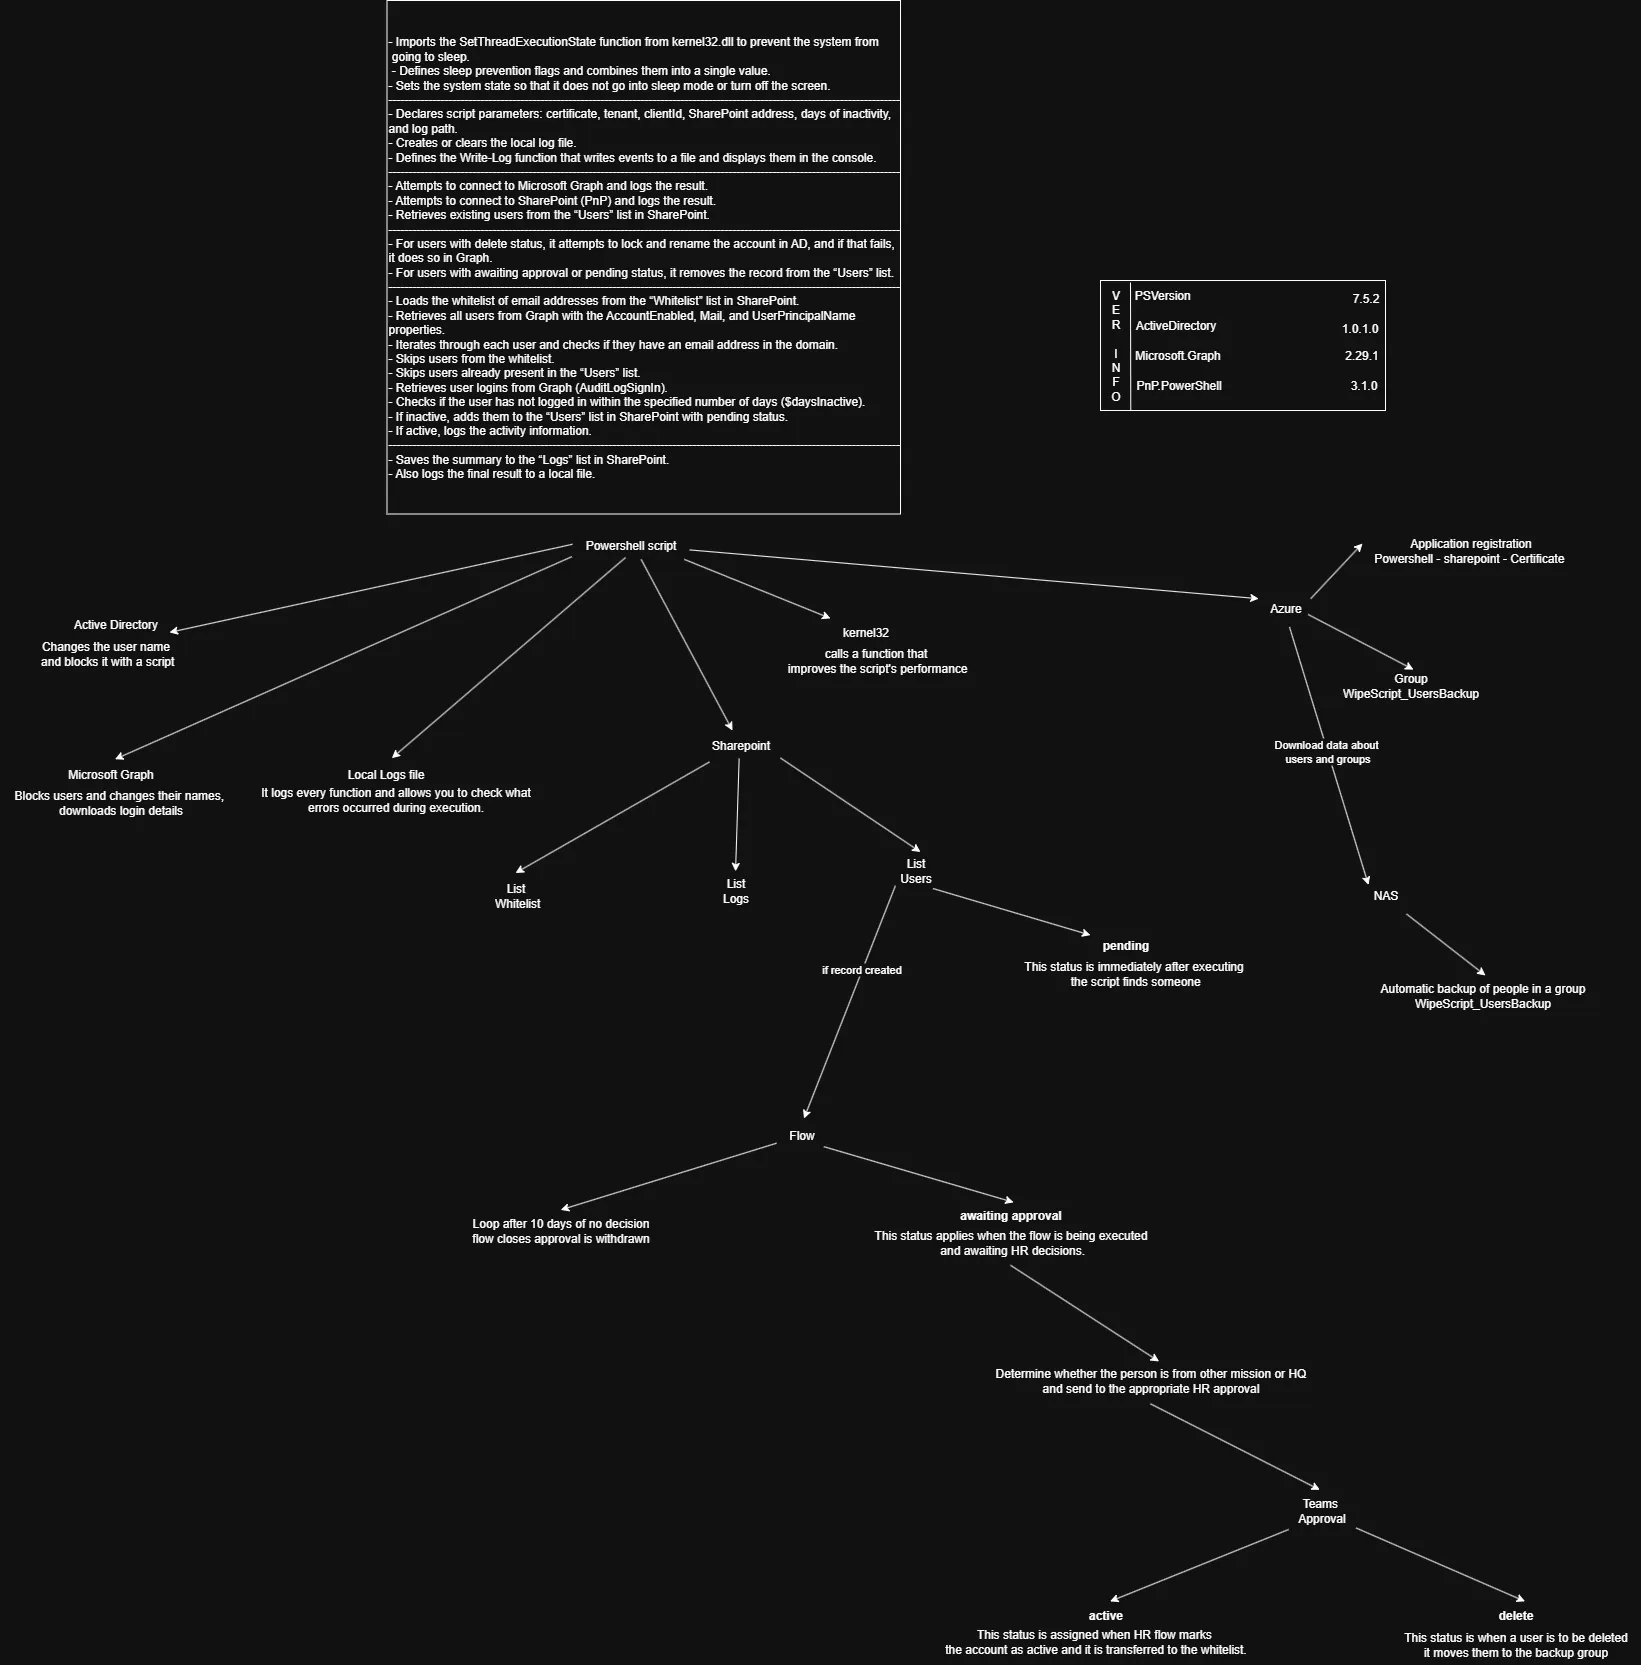 - Imports the SetThreadExecutionState function from kernel32.dll to prevent the system from
going to sleep.
- Defines sleep prevention flags and combines them into a single value.
- Sets the system state so that it does not go into sleep mode or turn off the screen.
- Declares script parameters: certificate, tenant, clientId, SharePoint address, days of inactivity,
and log path.
- Creates or clears the local log file.
- Defines the Write-Log function that writes events to a file and displays them in the console.
- Attempts to connect to Microsoft Graph and logs the result.
- Attempts to connect to SharePoint (PnP) and logs the result.
- Retrieves existing users from the “Users” list in SharePoint.
- For users with delete status, it attempts to lock and rename the account in AD, and if that fails,
it does so in Graph.
- For users with awaiting approval or pending status, it removes the record from the “Users” list.
- Loads the whitelist of email addresses from the “Whitelist” list in SharePoint.
- Retrieves all users from Graph with the AccountEnabled, Mail, and UserPrincipalName
properties.
- Iterates through each user and checks if they have an email address in the domain.
- Skips users from the whitelist.
- Skips users already present in the “Users” list.
- Retrieves user logins from Graph (AuditLogSignIn).
- Checks if the user has not logged in within the specified number of days ($daysInactive).
- If inactive, adds them to the “Users” list in SharePoint with pending status.
- If active, logs the activity information.
- Saves the summary to the “Logs” list in SharePoint.
- Also logs the final result to a local file.
VER INFO
PSVersion 7.5.2
ActiveDirectory 1.0.1.0
Microsoft.Graph 2.29.1
PnP.PowerShell 3.1.0
Powershell script
Application registration
Powershell - sharepoint - Certificate
Azure
Active Directory
Changes the user name
and blocks it with a script
kernel32
calls a function that
improves the script's performance
Group
WipeScript_UsersBackup
Sharepoint
Download data about
users and groups
Microsoft Graph
Blocks users and changes their names,
downloads login details
Local Logs file
It logs every function and allows you to check what
errors occurred during execution.
List
Whitelist
List
Logs
List
Users
NAS
pending
This status is immediately after executing
the script finds someone
if record created
Automatic backup of people in a group
WipeScript_UsersBackup
Flow
Loop after 10 days of no decision
flow closes approval is withdrawn
awaiting approval
This status applies when the flow is being executed
and awaiting HR decisions.
Determine whether the person is from other mission or HQ
and send to the appropriate HR approval
Teams
Approval
active
This status is assigned when HR flow marks
the account as active and it is transferred to the whitelist.
delete
This status is when a user is to be deleted
it moves them to the backup group